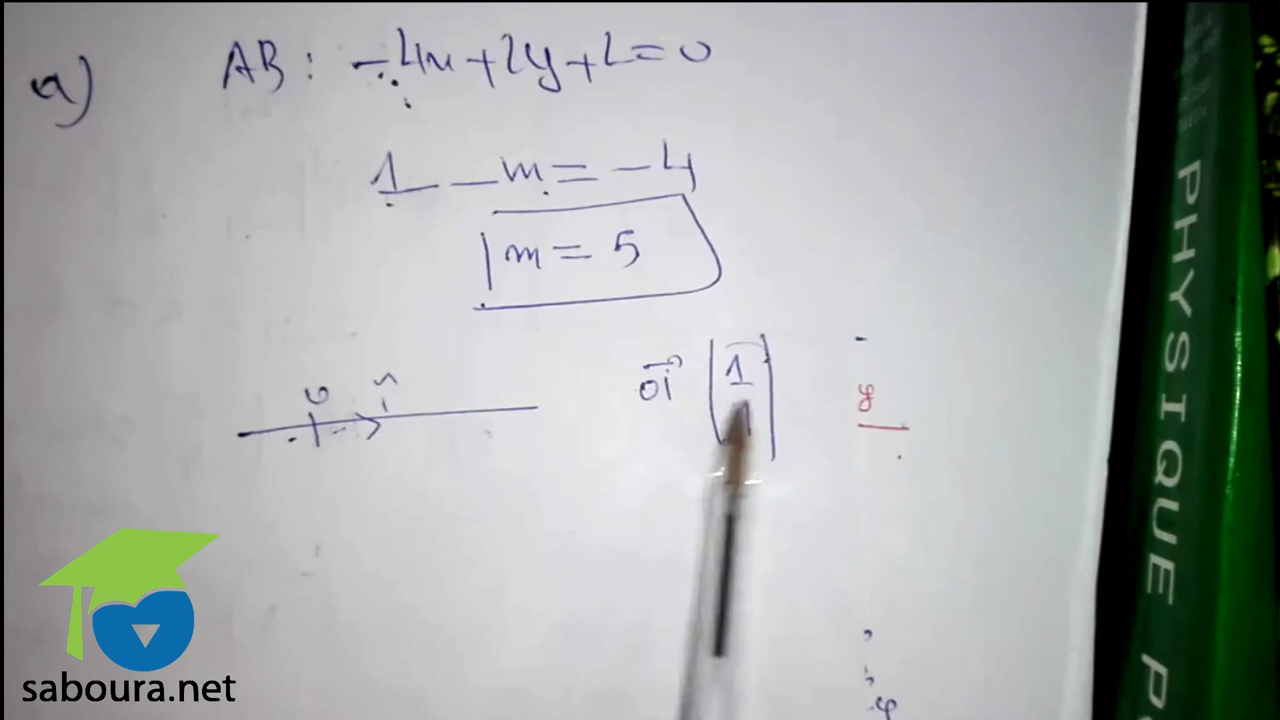 a) AB: -4x+2y+2=0
1 - m = -4
m = 5
o i
oi (1
saboura.net
PHYSIQUE P